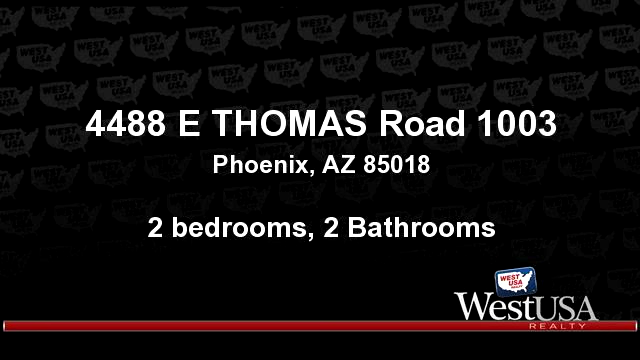 4488 E THOMAS Road 1003
Phoenix, AZ 85018
2 bedrooms, 2 Bathrooms
WEST
USA
WestUSA
REALTY